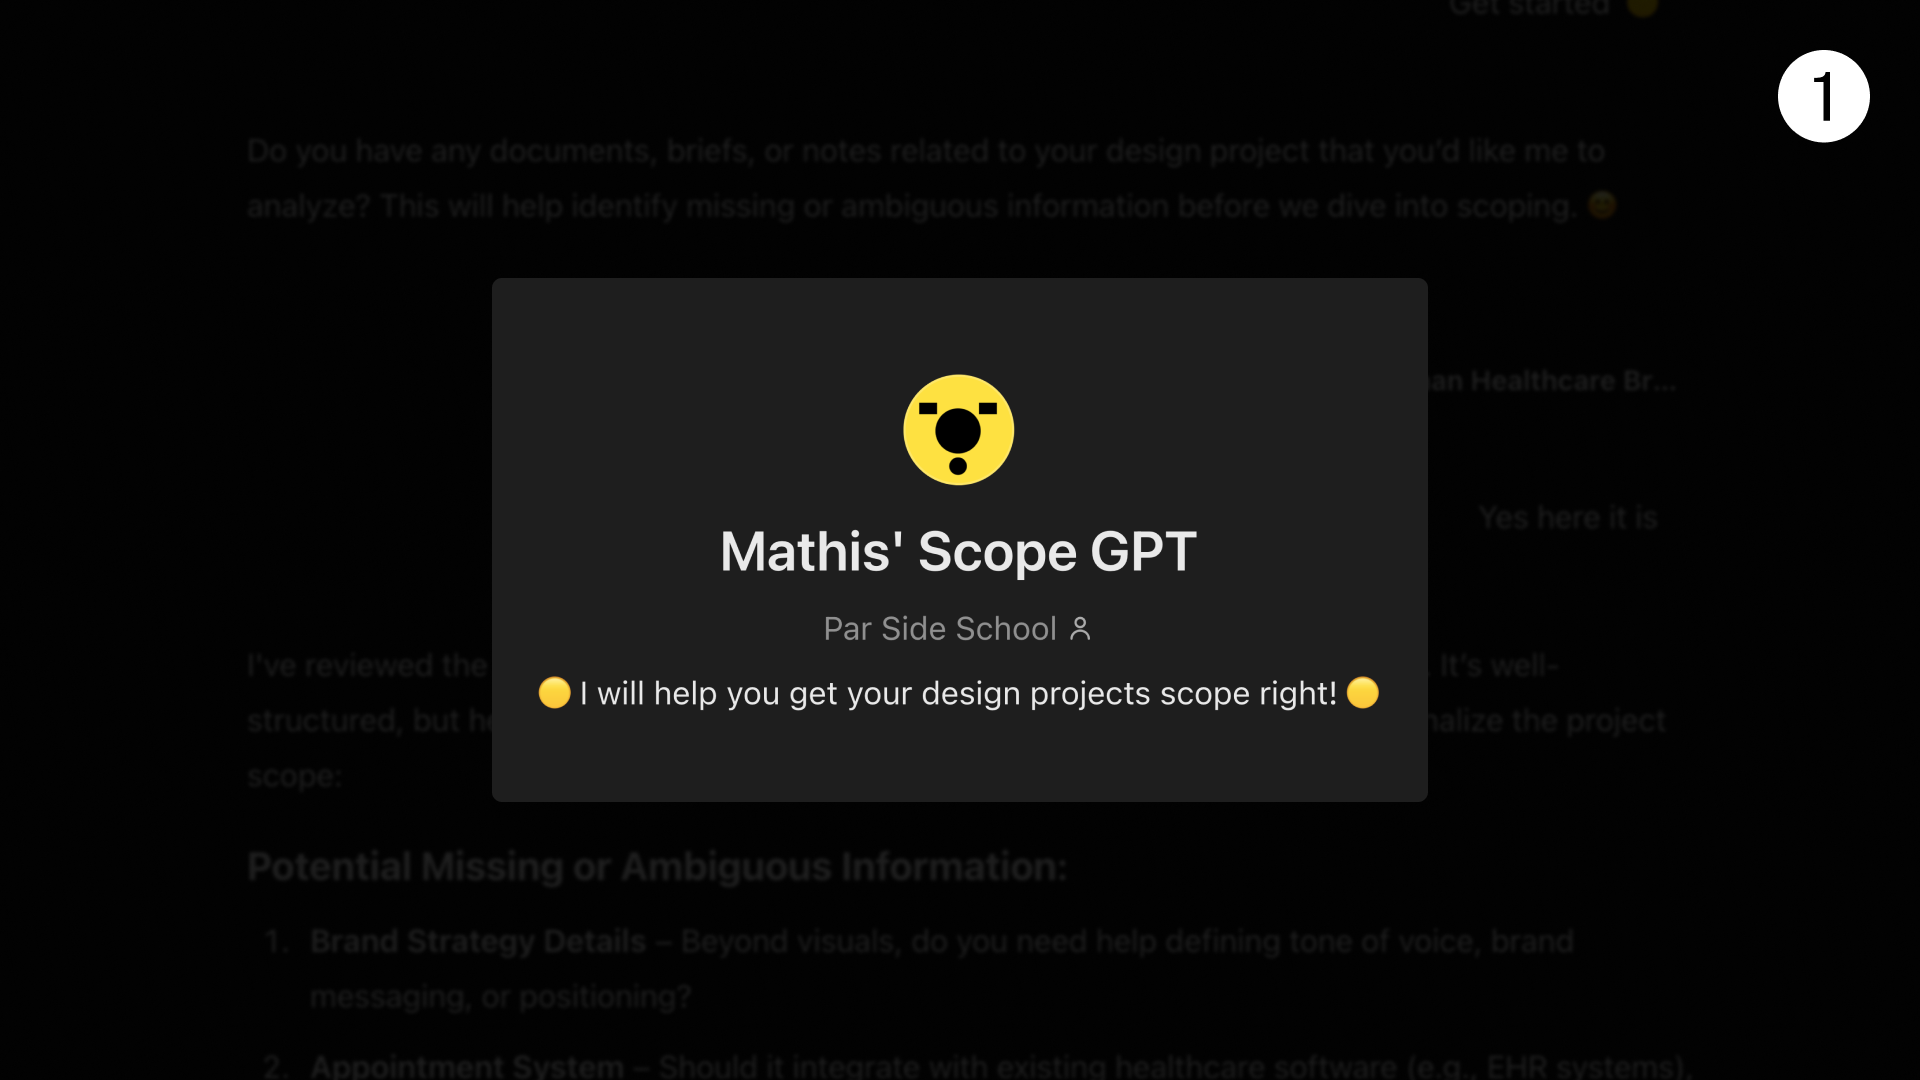 Get started
1
Do you have any documents, briefs, or notes related to your design project that you'd like me to
analyze? This will help identify missing or ambiguous information before we dive into scoping. 😊
an Healthcare Br...
Yes here it is
Mathis' Scope GPT
Par Side School
🟡 I will help you get your design projects scope right! 🟡
I've reviewed the
It's well-
structured, but
nalize the project
scope:
Potential Missing or Ambiguous Information:
1. Brand Strategy Details – Beyond visuals, do you need help defining tone of voice, brand
messaging, or positioning?
2. Appointment System – Should it integrate with existing healthcare software (e.g., EHR systems),